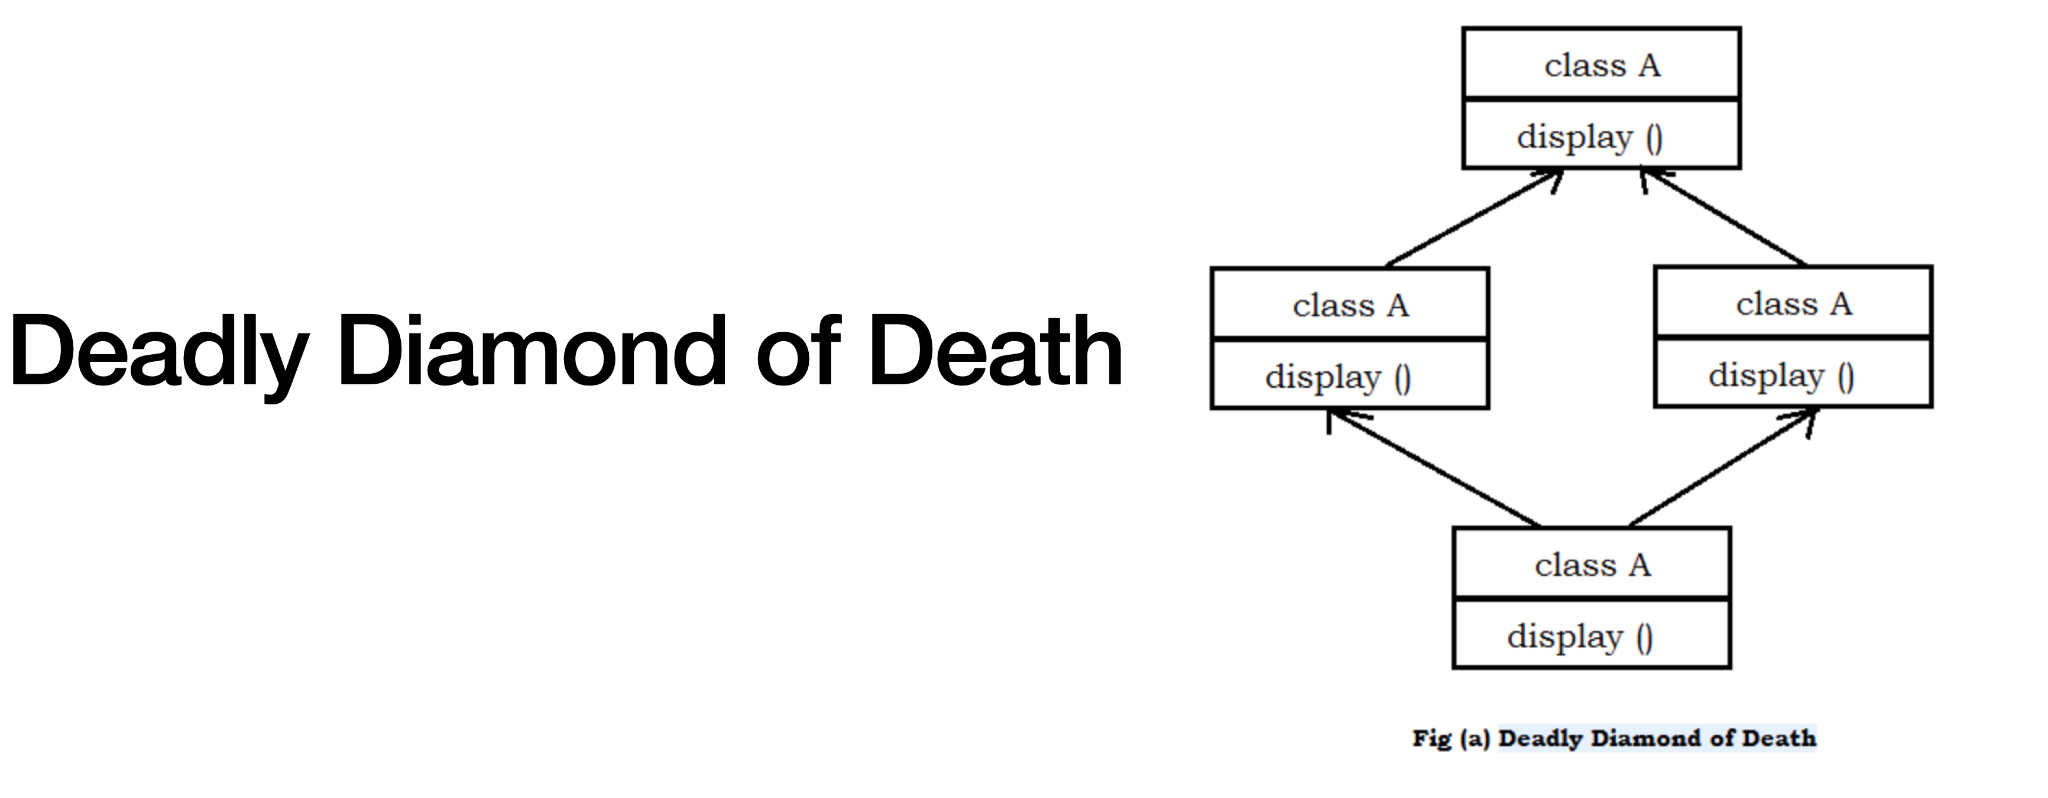 Deadly Diamond of Death
class A
display ()
class A
display ()
class A
display ()
class A
display ()
Fig (a) Deadly Diamond of Death